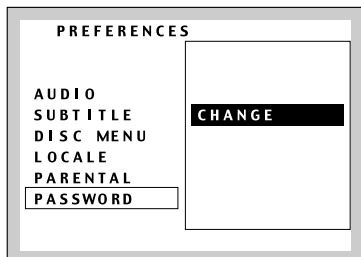 PREFERENCES
AUDIO
SUBTITLE
CHANGE
DISC MENU
LOCALE
PARENTAL
PASSWORD